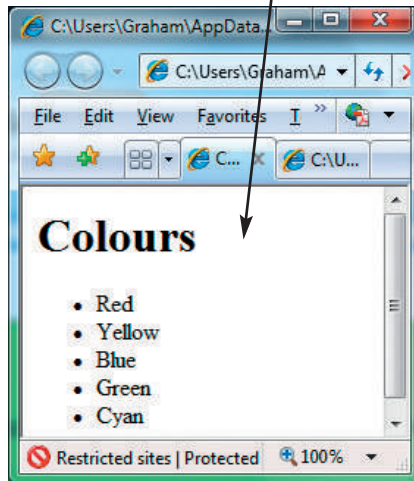 C:\Users\Graham\AppData...
C:\Users\Graham\A
File Edit View Favorites T »
C... C:\U...
Colours
• Red
• Yellow
• Blue
• Green
• Cyan
Restricted sites | Protected 100%